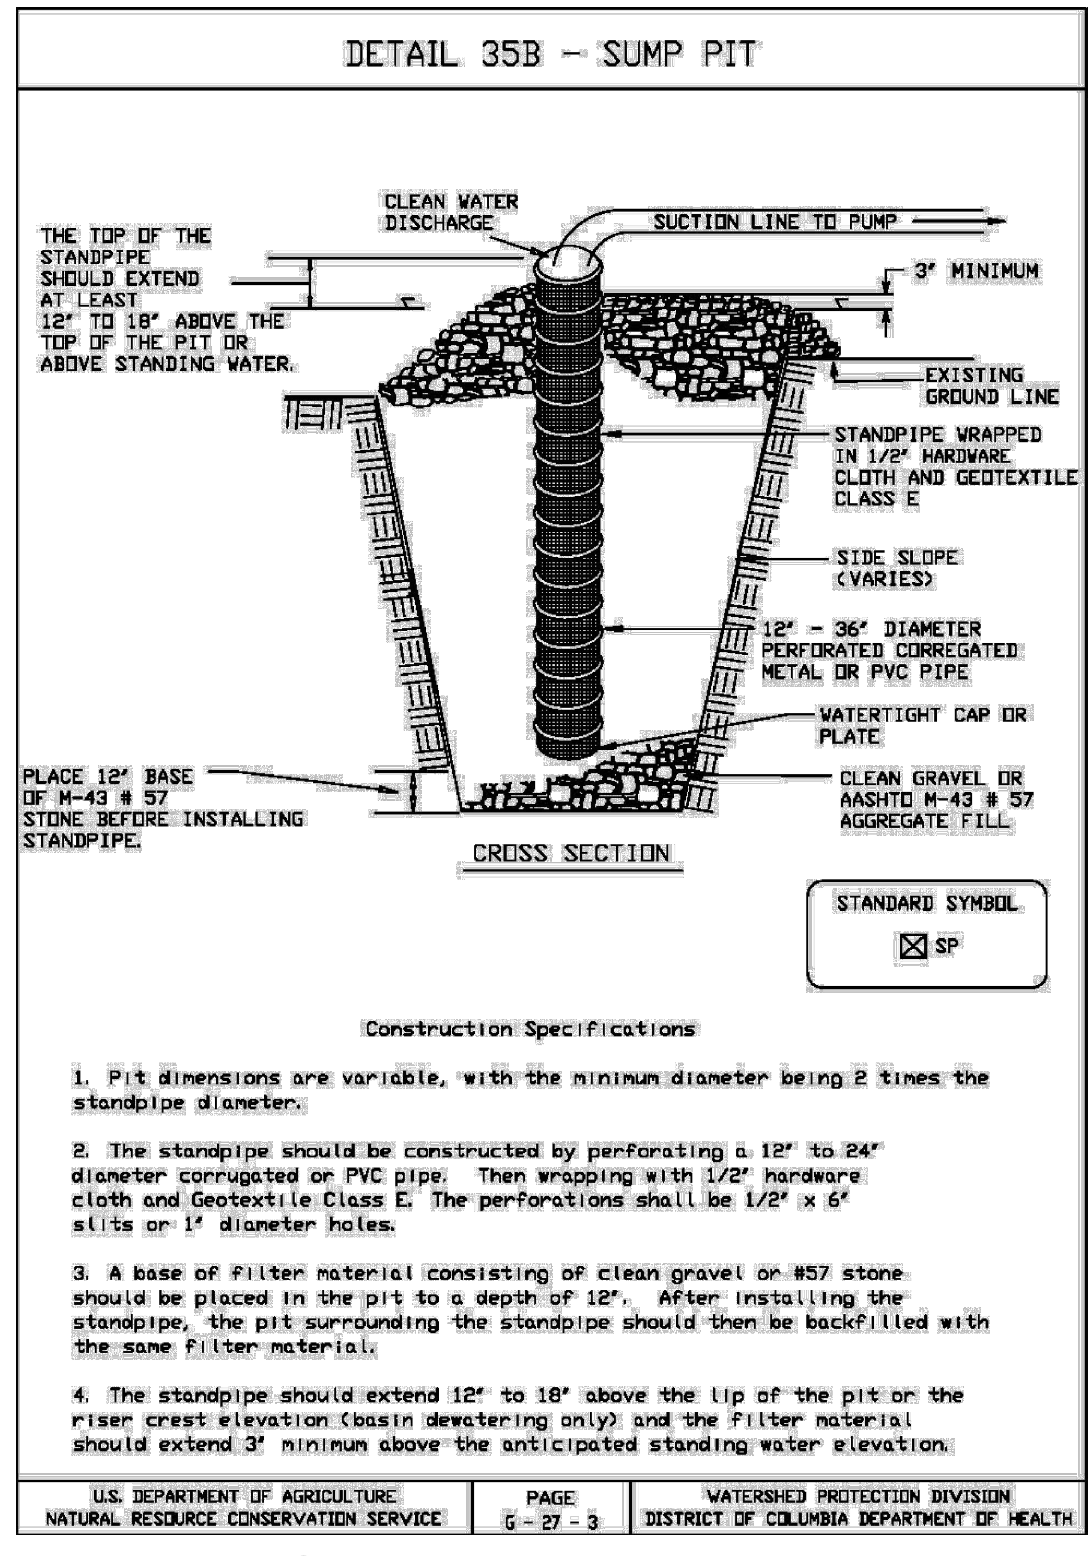 DETAIL 35B - SUMP PIT
CLEAN WATER
DISCHARGE
SUCTION LINE TO PUMP
THE TOP OF THE
STANDPIPE
SHOULD EXTEND
AT LEAST
12" TO 18" ABOVE THE
TOP OF THE PIT OR
ABOVE STANDING WATER.
3" MINIMUM
EXISTING
GROUND LINE
STANDPIPE WRAPPED
IN 1/2" HARDWARE
CLOTH AND GEOTEXTILE
CLASS E
SIDE SLOPE
(VARIES)
12" - 36" DIAMETER
PERFORATED CORREGATED
METAL OR PVC PIPE
WATERTIGHT CAP OR
PLATE
PLACE 12" BASE
OF M-43 # 57
STONE BEFORE INSTALLING
STANDPIPE.
CLEAN GRAVEL OR
AASHTO M-43 # 57
AGGREGATE FILL
CROSS SECTION
STANDARD SYMBOL
SP
Construction Specifications
1. Pit dimensions are variable, with the minimum diameter being 2 times the
standpipe diameter.
2. The standpipe should be constructed by perforating a 12" to 24"
diameter corrugated or PVC pipe. Then wrapping with 1/2" hardware
cloth and Geotextile Class E. The perforations shall be 1/2" x 6"
slits or 1" diameter holes.
3. A base of filter material consisting of clean gravel or #57 stone
should be placed in the pit to a depth of 12". After installing the
standpipe, the pit surrounding the standpipe should then be backfilled with
the same filter material.
4. The standpipe should extend 12" to 18" above the lip of the pit or the
riser crest elevation (basin dewatering only) and the filter material
should extend 3" minimum above the anticipated standing water elevation.
U.S. DEPARTMENT OF AGRICULTURE
NATURAL RESOURCE CONSERVATION SERVICE
PAGE
G - 27 - 3
WATERSHED PROTECTION DIVISION
DISTRICT OF COLUMBIA DEPARTMENT OF HEALTH